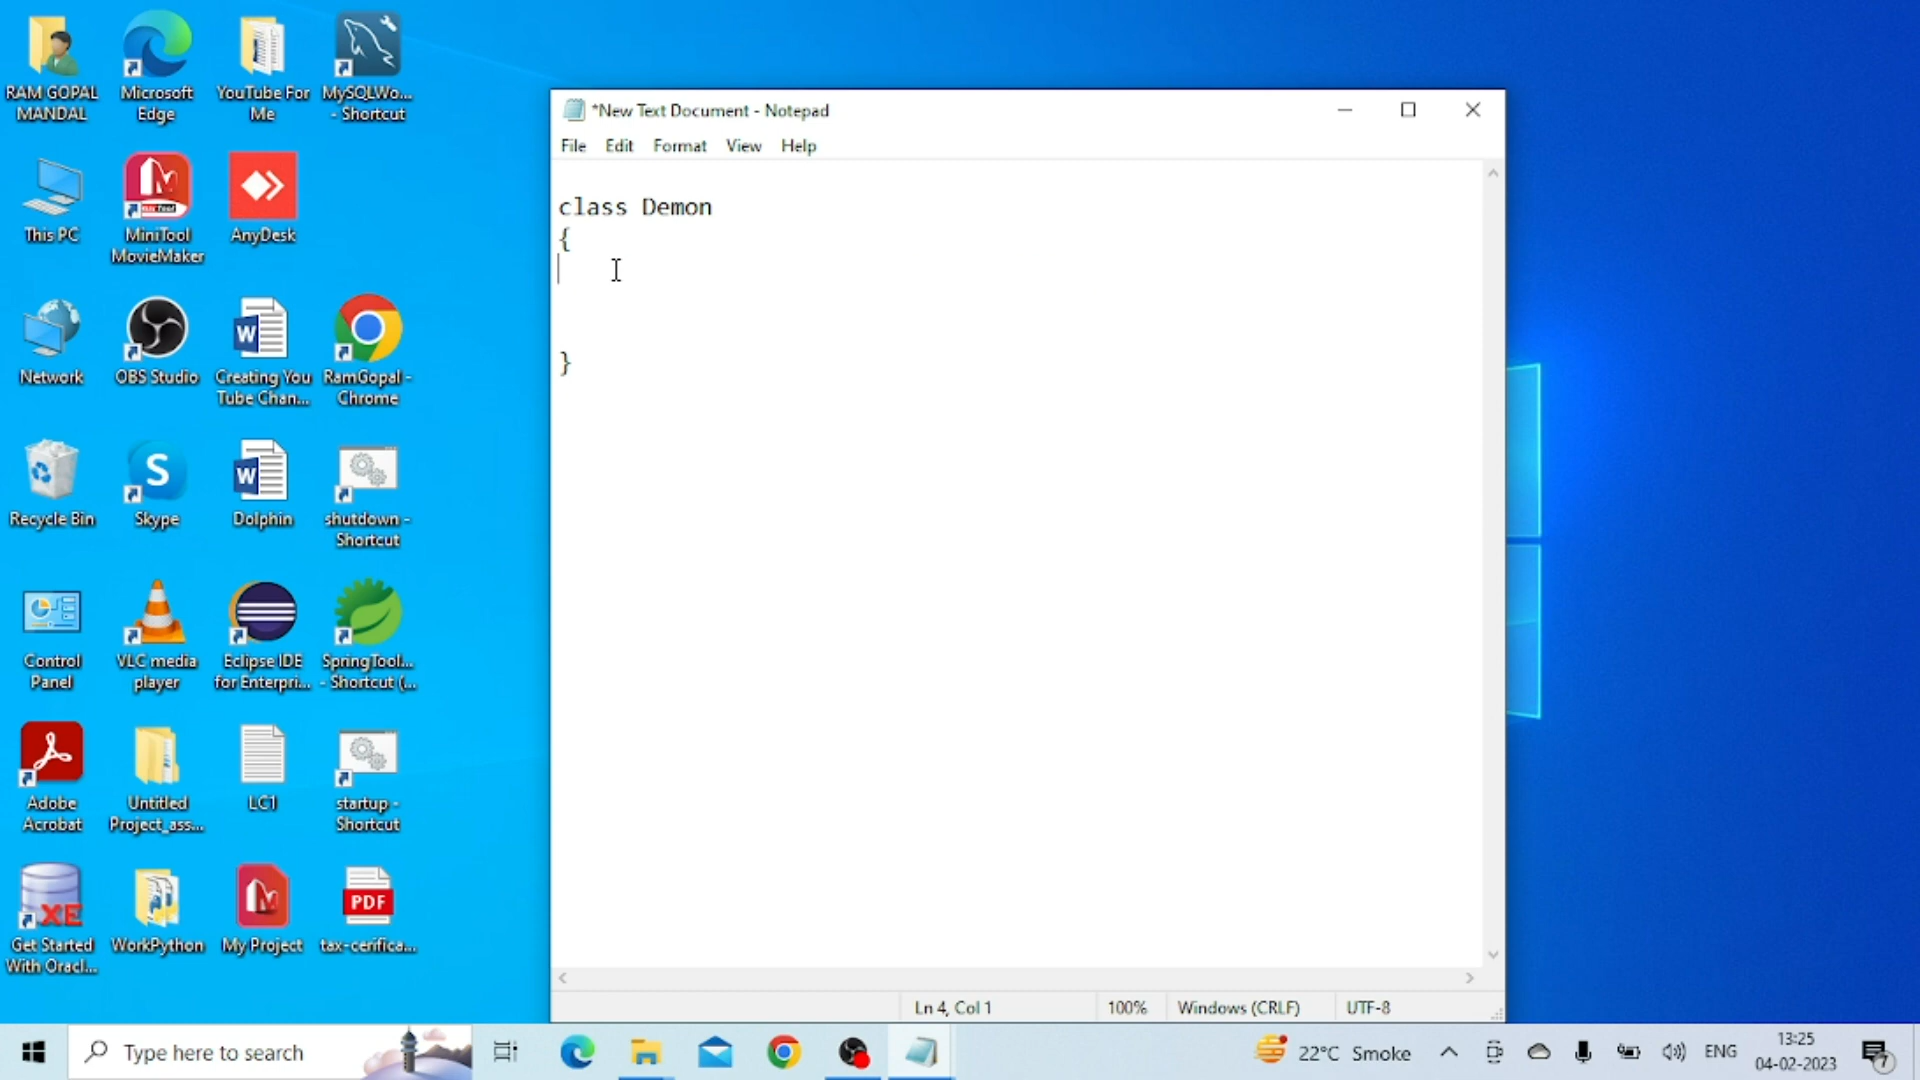 RAM GOPAL
MANDAL
Microsoft
Edge
YouTube For
Me
MySQLWo...
- Shortcut
This PC
MiniTool
MovieMaker
AnyDesk
Network
OBS Studio
Creating You
Tube Chan...
RamGopal -
Chrome
Recycle Bin
Skype
Dolphin
shutdown -
Shortcut
Control
Panel
VLC media
player
Eclipse IDE
for Enterpri...
SpringTool...
- Shortcut (...
Adobe
Acrobat
Untitled
Project_ass...
LC1
startup -
Shortcut
XE
PDF
Get Started
With Oracl...
WorkPython
My Project
tax-cerifica...
*New Text Document - Notepad
File Edit Format View Help
class Demon
{
}
Ln 4, Col 1 100% Windows (CRLF) UTF-8
Type here to search
22°C Smoke
ENG
13:25
04-02-2023
7